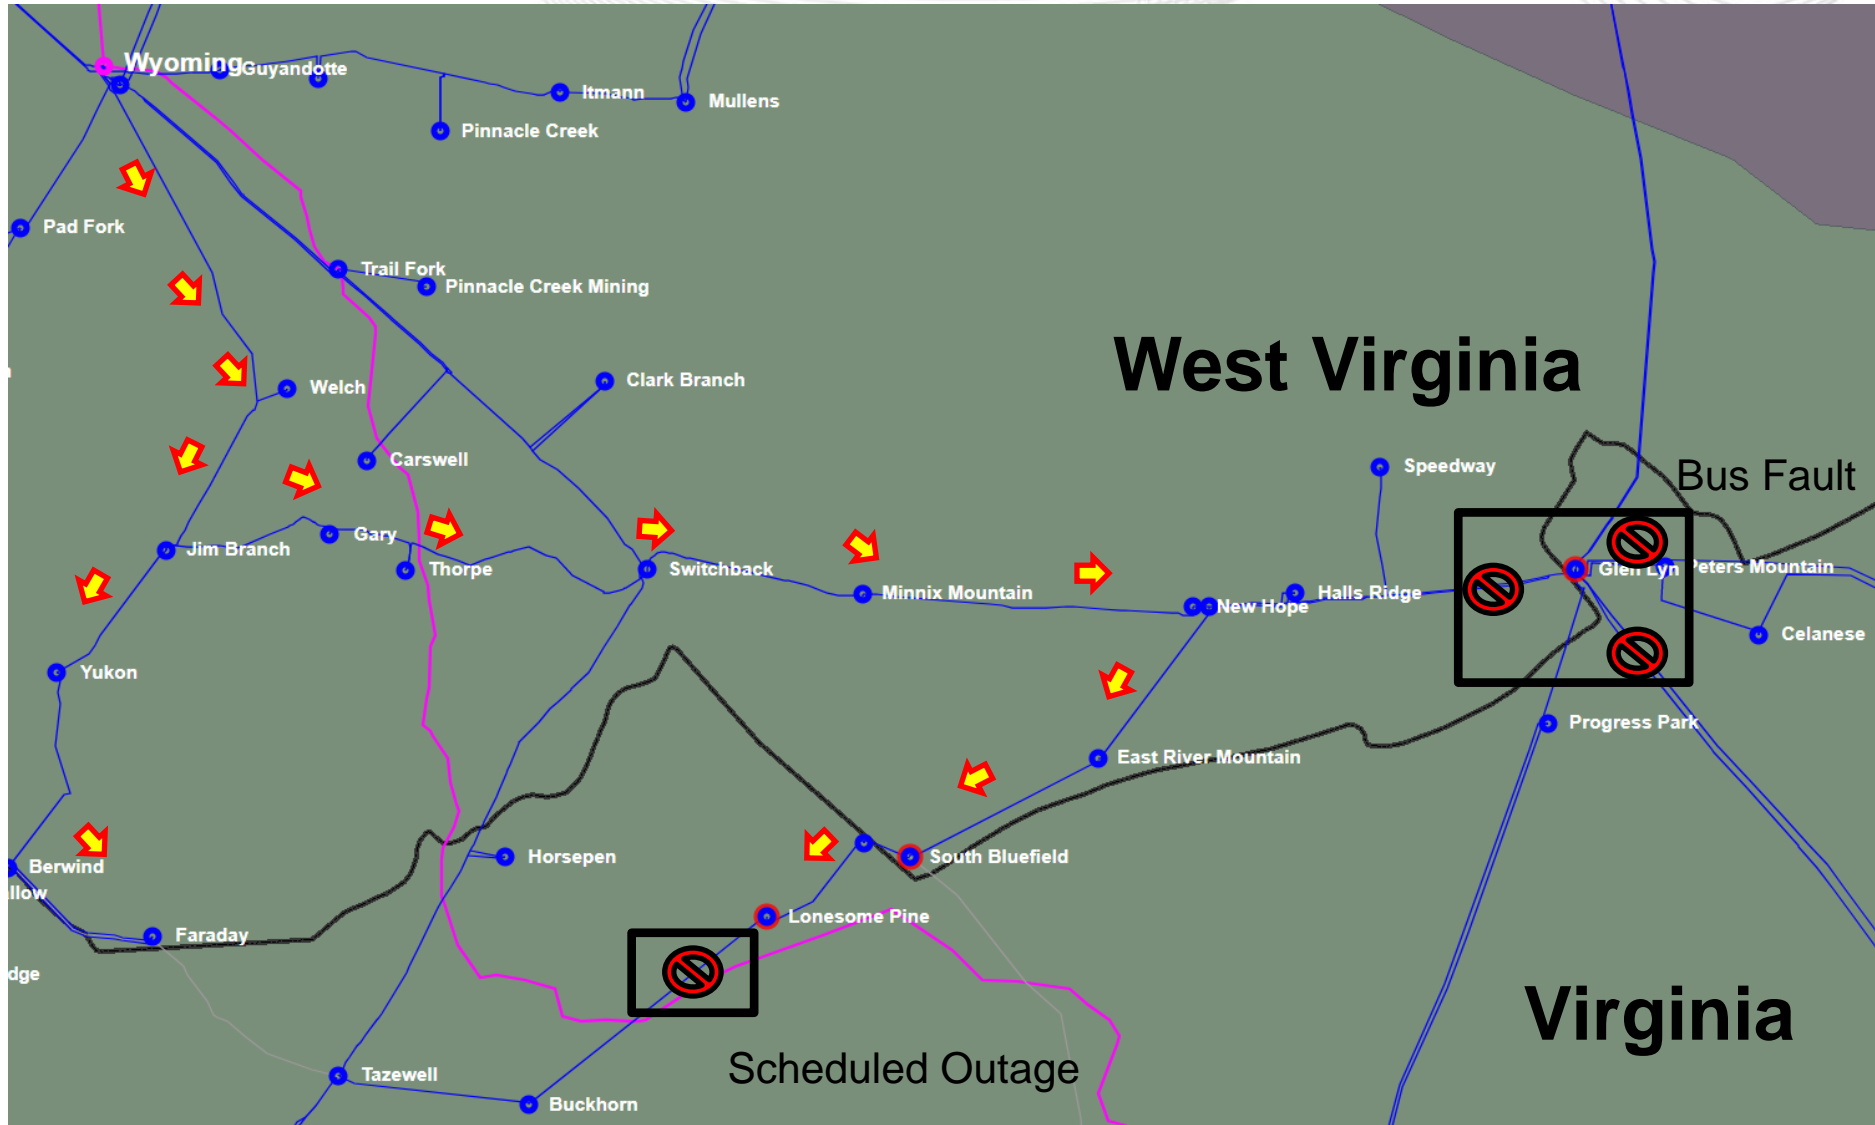 Wyoming
Guyandotte
Itmann
Mullens
Pinnacle Creek
Pad Fork
Trail Fork
Pinnacle Creek Mining
West Virginia
Clark Branch
Welch
Carswell
Speedway
Bus Fault
Gary
Jim Branch
Thorpe
Switchback
Minnix Mountain
New Hope
Halls Ridge
Glen Lyn
Peters Mountain
Celanese
Yukon
Progress Park
East River Mountain
Berwind
allow
Horsepen
South Bluefield
Lonesome Pine
Faraday
dge
Virginia
Scheduled Outage
Tazewell
Buckhorn